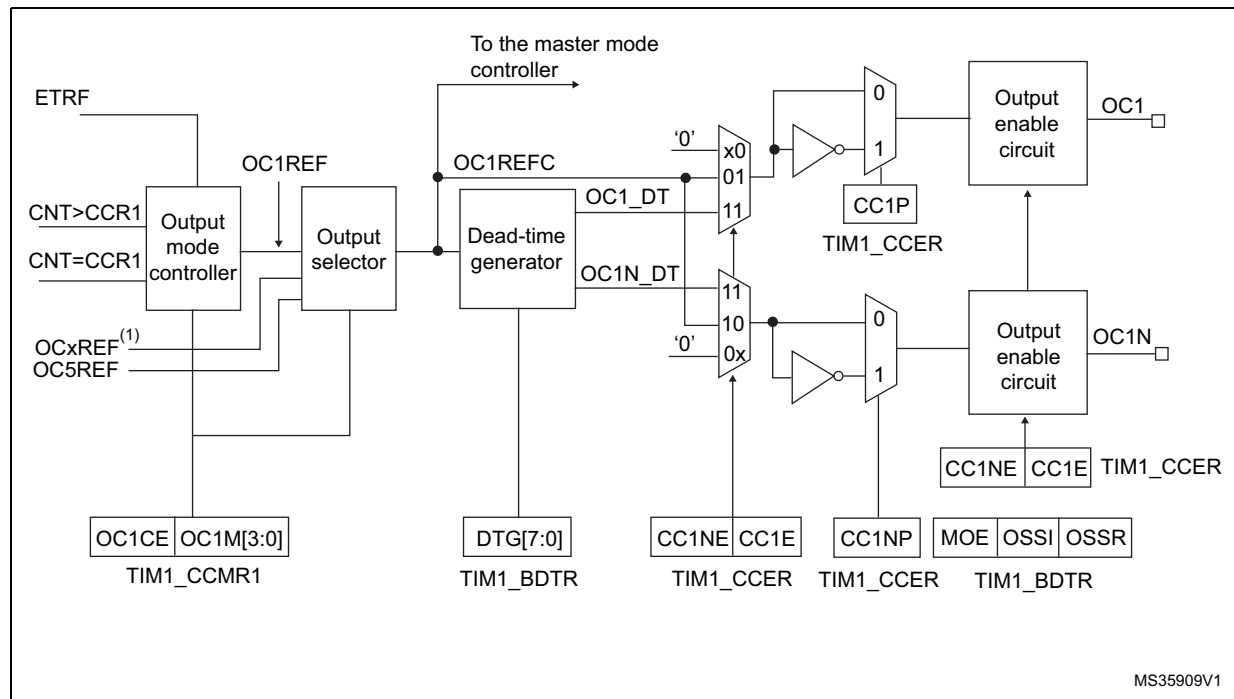 To the master mode
controller
ETRF
OC1REF
CNT>CCR1
CNT=CCR1
Output
mode
controller
Output
selector
OCxREF(1)
OC5REF
OC1REFC
Dead-time
generator
OC1_DT
OC1N_DT
‘0’
x0
01
11
11
10
‘0’
0x
0
1
CC1P
TIM1_CCER
0
1
Output
enable
circuit
OC1
Output
enable
circuit
OC1N
CC1NE CC1E TIM1_CCER
OC1CE OC1M[3:0]
TIM1_CCMR1
DTG[7:0]
TIM1_BDTR
CC1NE CC1E
TIM1_CCER
CC1NP
TIM1_CCER
MOE OSSI OSSR
TIM1_BDTR
MS35909V1